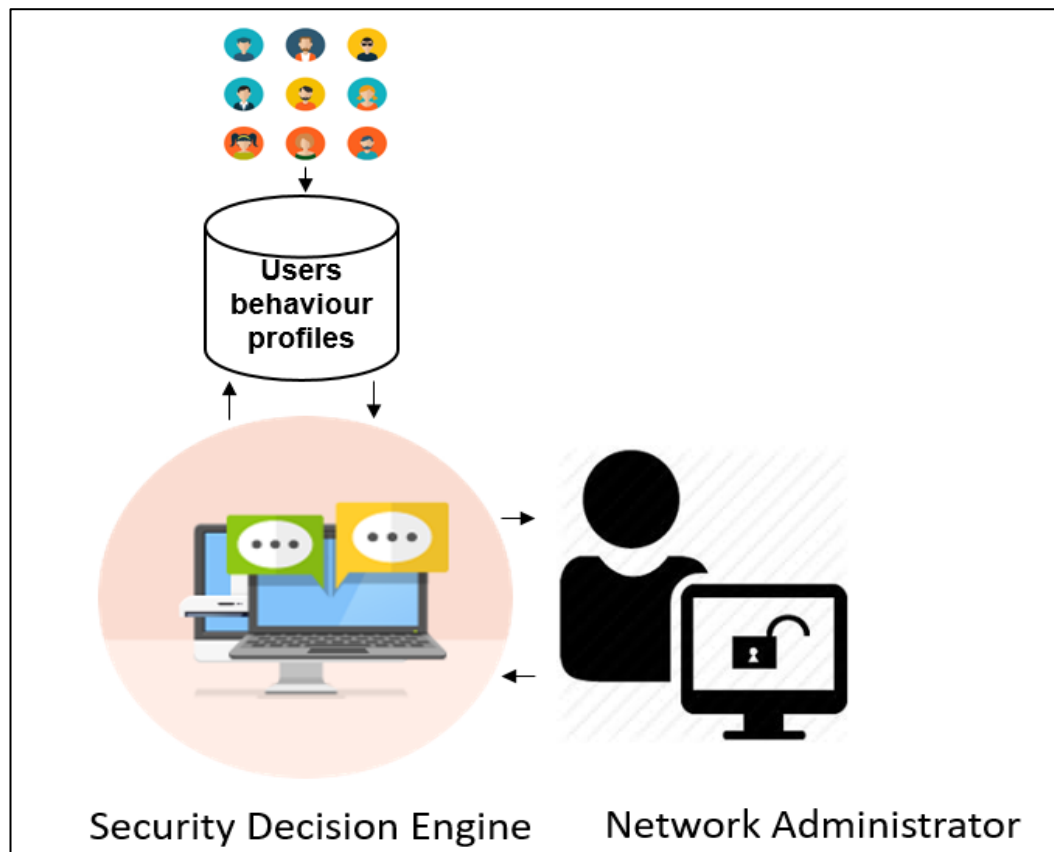 Users
behaviour
profiles
Security Decision Engine
Network Administrator